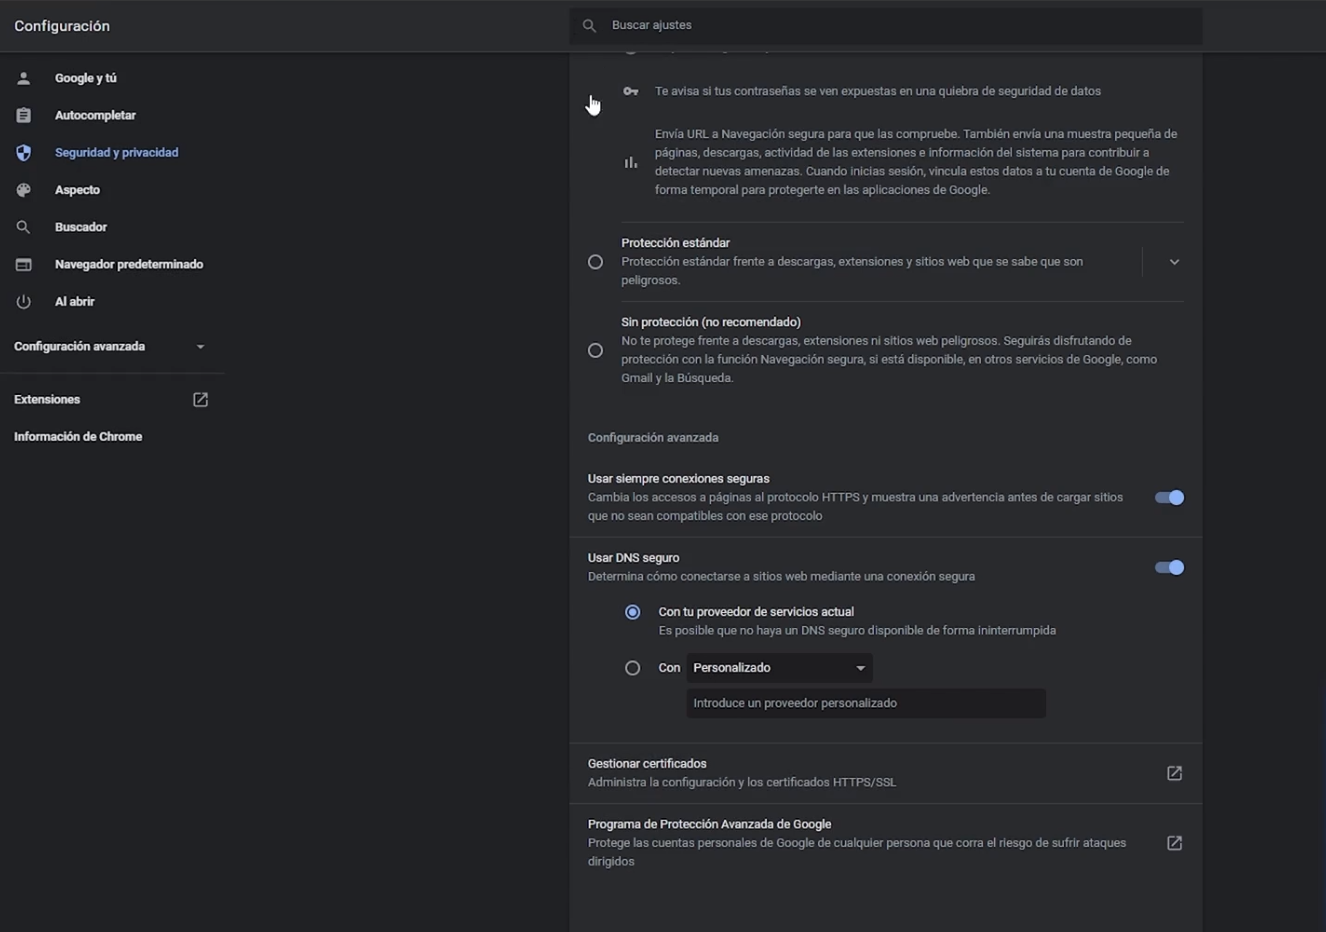 Configuración
Buscar ajustes
Google y tú
Autocompletar
Seguridad y privacidad
Aspecto
Buscador
Navegador predeterminado
Al abrir
Configuración avanzada
Extensiones
Información de Chrome
Te avisa si tus contraseñas se ven expuestas en una quiebra de seguridad de datos
Envía URL a Navegación segura para que las compruebe. También envía una muestra pequeña de
páginas, descargas, actividad de las extensiones e información del sistema para contribuir a
detectar nuevas amenazas. Cuando inicias sesión, vincula estos datos a tu cuenta de Google de
forma temporal para protegerte en las aplicaciones de Google.
Protección estándar
Protección estándar frente a descargas, extensiones y sitios web que se sabe que son
peligrosos.
Sin protección (no recomendado)
No te protege frente a descargas, extensiones ni sitios web peligrosos. Seguirás disfrutando de
protección con la función Navegación segura, si está disponible, en otros servicios de Google, como
Gmail y la Búsqueda.
Configuración avanzada
Usar siempre conexiones seguras
Cambia los accesos a páginas al protocolo HTTPS y muestra una advertencia antes de cargar sitios
que no sean compatibles con ese protocolo
Usar DNS seguro
Determina cómo conectarse a sitios web mediante una conexión segura
Con tu proveedor de servicios actual
Es posible que no haya un DNS seguro disponible de forma ininterrumpida
Con Personalizado
Introduce un proveedor personalizado
Gestionar certificados
Administra la configuración y los certificados HTTPS/SSL
Programa de Protección Avanzada de Google
Protege las cuentas personales de Google de cualquier persona que corra el riesgo de sufrir ataques
dirigidos